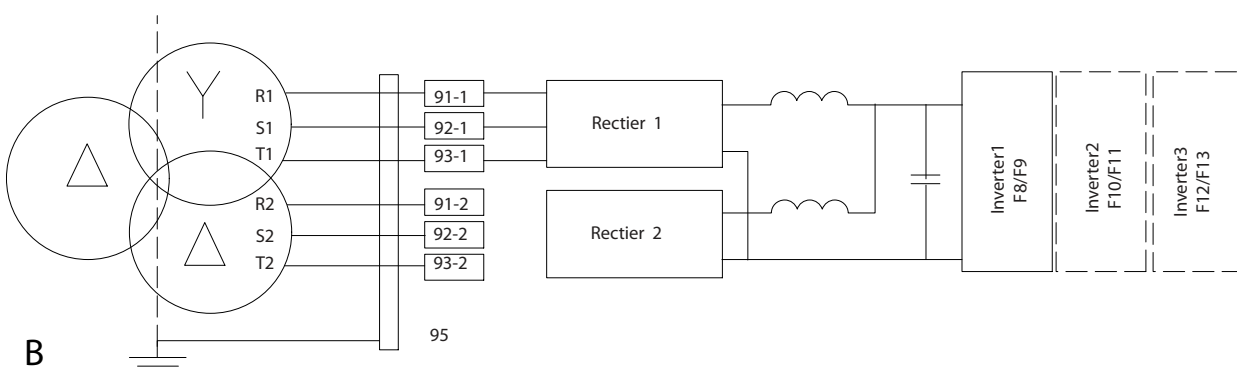 R1
S1
T1
R2
S2
T2
91-1
92-1
93-1
91-2
92-2
93-2
95
Rectier 1
Rectier 2
Inverter1
F8/F9
Inverter2
F10/F11
Inverter3
F12/F13
B